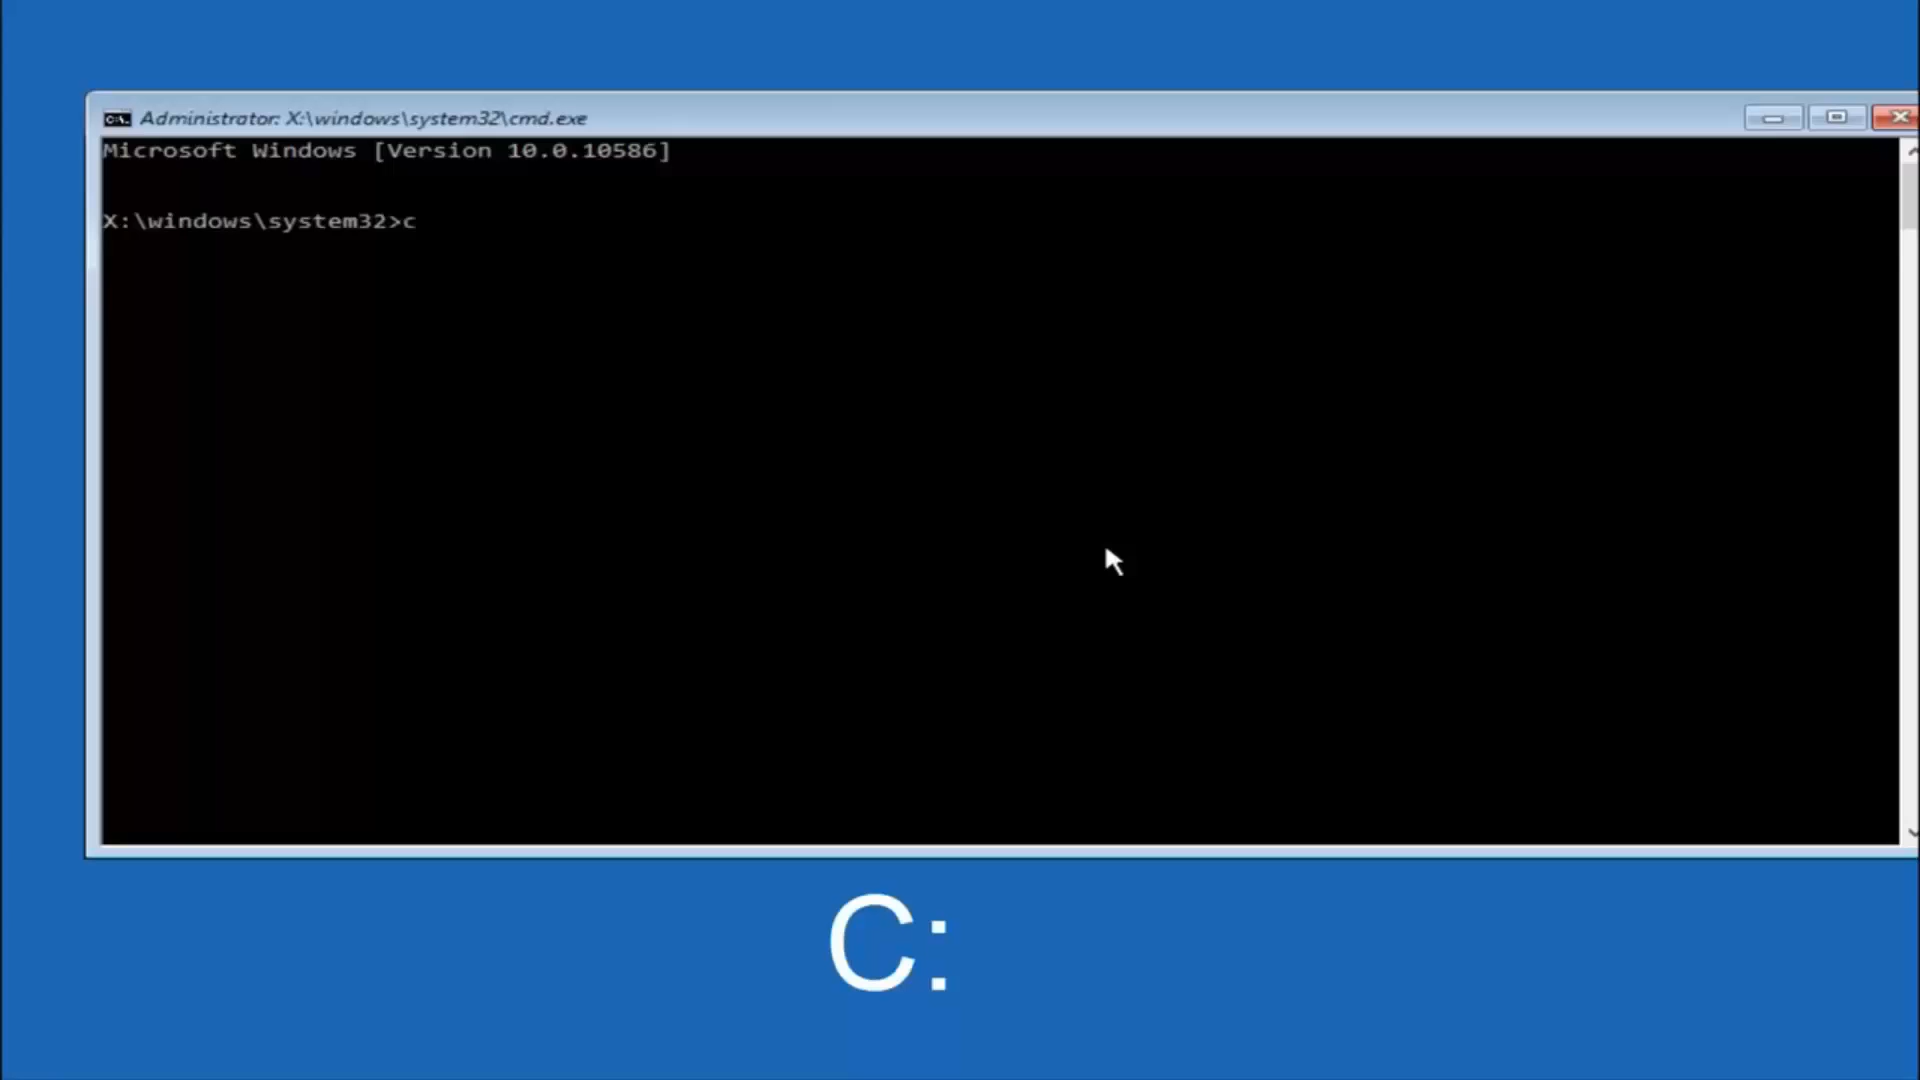 Administrator: X:\windows\system32\cmd.exe
Microsoft Windows [Version 10.0.10586]
X:\windows\system32>c
C: